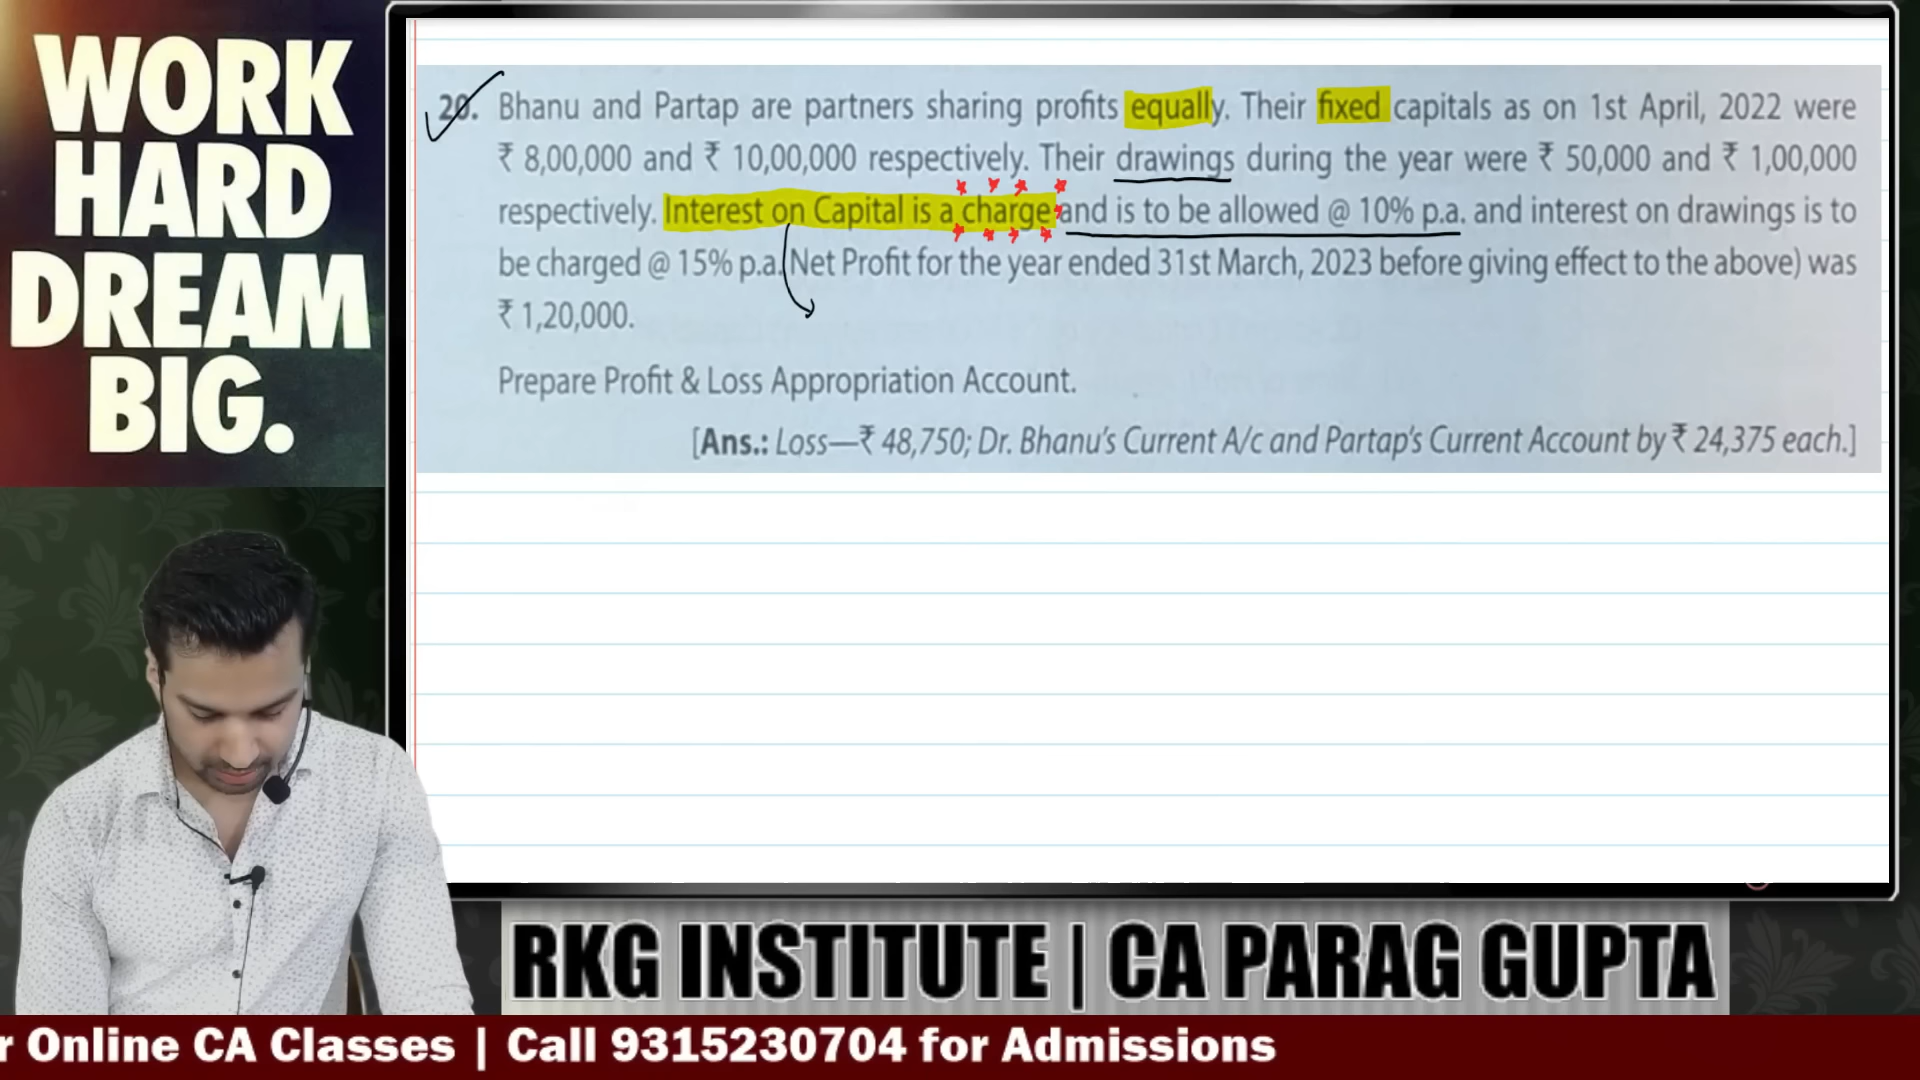 WORK
HARD
DREAM
BIG.
20. Bhanu and Partap are partners sharing profits equally. Their fixed capitals as on 1st April, 2022 were
₹ 8,00,000 and ₹ 10,00,000 respectively. Their drawings during the year were ₹ 50,000 and ₹ 1,00,000
respectively. Interest on Capital is a charge and is to be allowed @ 10% p.a. and interest on drawings is to
be charged @ 15% p.a. (Net Profit for the year ended 31st March, 2023 before giving effect to the above) was
₹ 1,20,000.
Prepare Profit & Loss Appropriation Account.
[Ans.: Loss—₹ 48,750; Dr. Bhanu's Current A/c and Partap's Current Account by ₹ 24,375 each.]
RKG INSTITUTE | CA PARAG GUPTA
r Online CA Classes | Call 9315230704 for Admissions